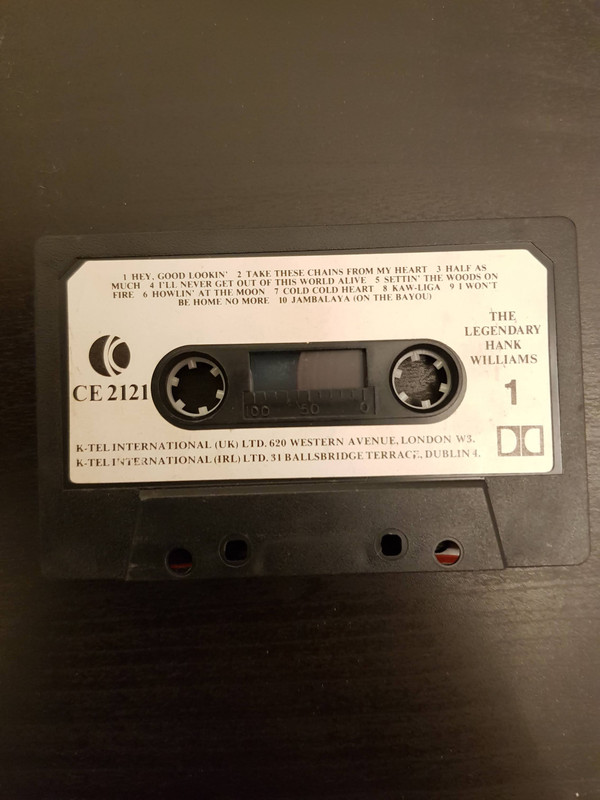 1 HEY, GOOD LOOKIN' 2 TAKE THESE CHAINS FROM MY HEART 3 HALF AS
MUCH 4 I'LL NEVER GET OUT OF THIS WORLD ALIVE 5 SETTIN' THE WOODS ON
FIRE 6 HOWLIN' AT THE MOON 7 COLD COLD HEART 8 KAW-LIGA 9 I WON'T
BE HOME NO MORE 10 JAMBALAYA (ON THE BAYOU)
THE
LEGENDARY
HANK
WILLIAMS
CE 2121
1
100 50 0
K-TEL INTERNATIONAL (UK) LTD. 620 WESTERN AVENUE, LONDON W3.
K-TEL INTERNATIONAL (IRL) LTD. 31 BALLSBRIDGE TERRACE, DUBLIN 4.